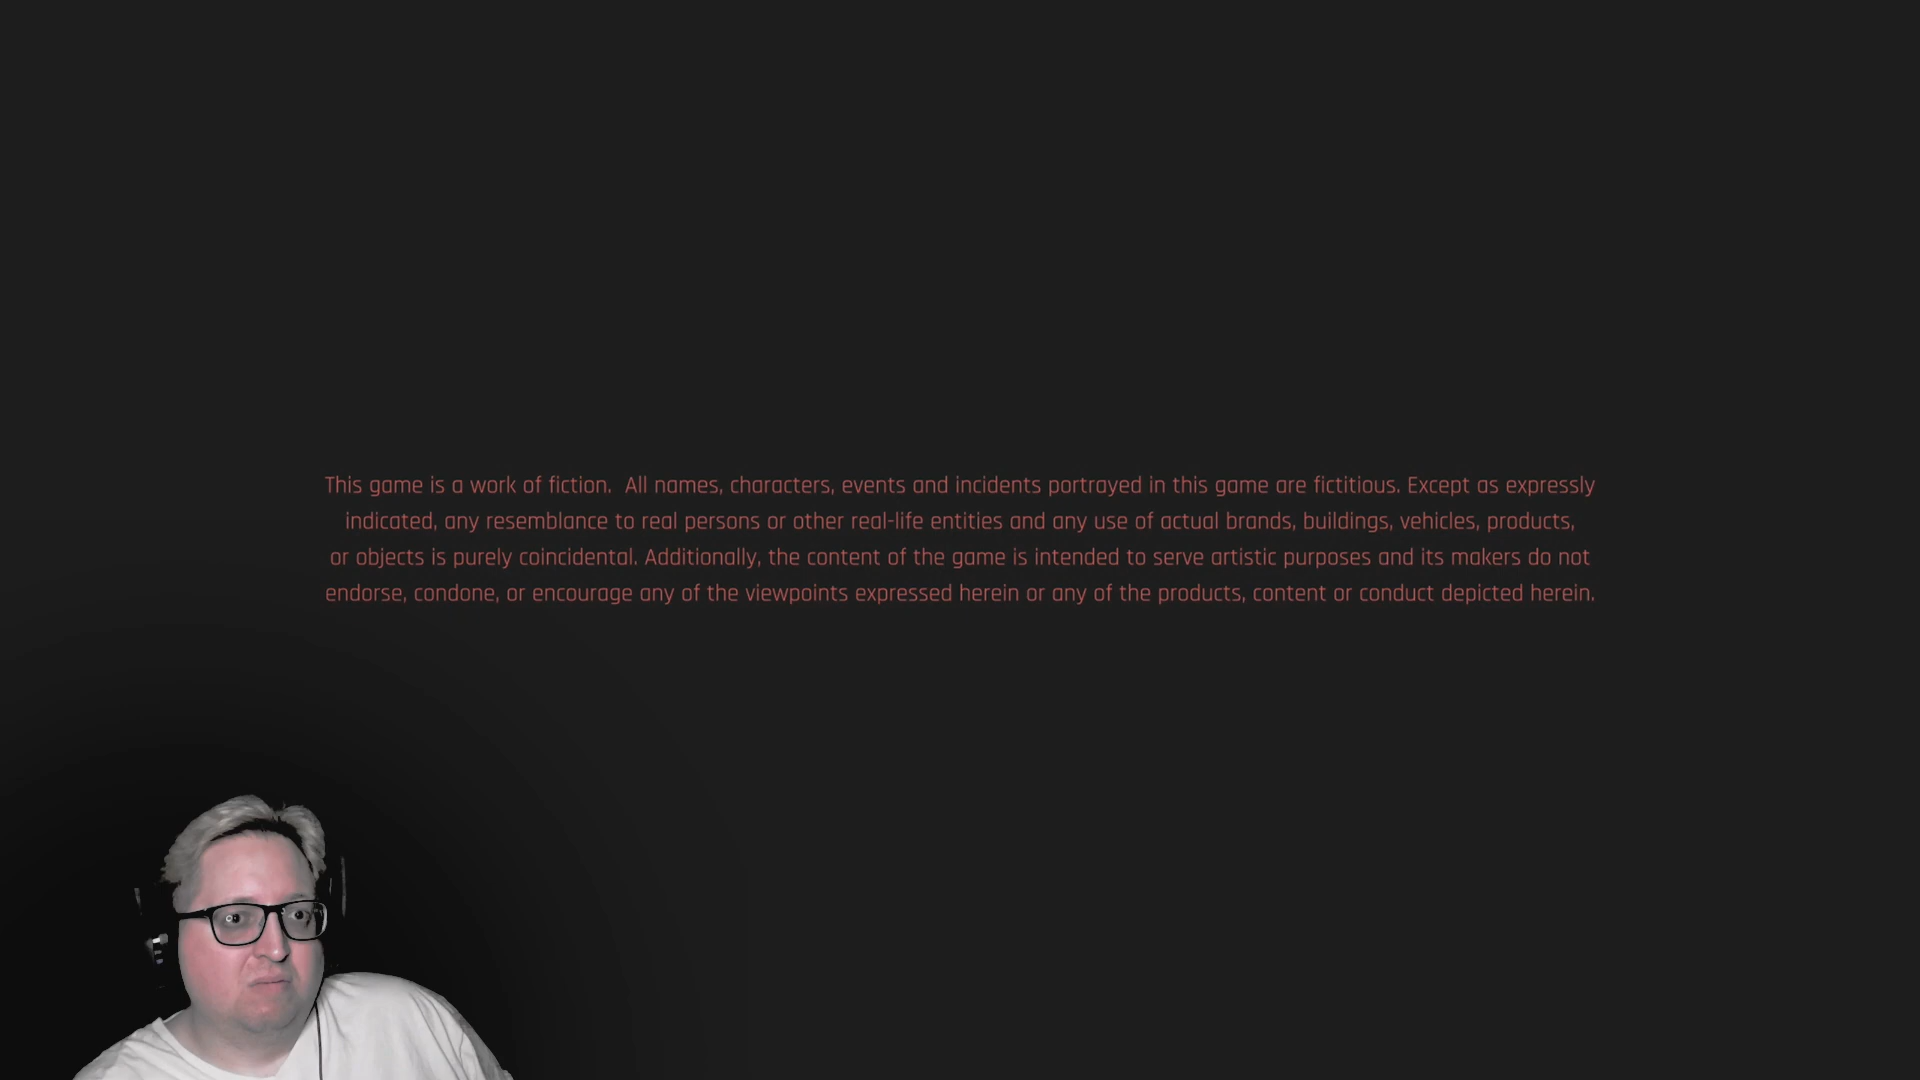 This game is a work of fiction.  All names, characters, events and incidents portrayed in this game are fictitious. Except as expressly
indicated, any resemblance to real persons or other real-life entities and any use of actual brands, buildings, vehicles, products,
or objects is purely coincidental. Additionally, the content of the game is intended to serve artistic purposes and its makers do not
endorse, condone, or encourage any of the viewpoints expressed herein or any of the products, content or conduct depicted herein.